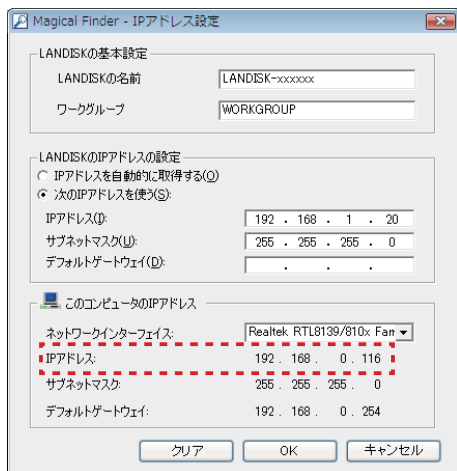 Magical Finder - IPアドレス設定
LANDISKの基本設定
LANDISKの名前 LANDISK-xxxxxx
ワークグループ WORKGROUP
LANDISKのIPアドレスの設定
IPアドレスを自動的に取得する(O)
次のIPアドレスを使う(S):
IPアドレス(I): 192 . 168 . 1 . 20
サブネットマスク(U): 255 . 255 . 255 . 0
デフォルトゲートウェイ(D): . . .
このコンピュータのIPアドレス
ネットワークインターフェイス: Realtek RTL8139/810x Fam
IPアドレス: 192 . 168 . 0 . 116
サブネットマスク: 255 . 255 . 255 . 0
デフォルトゲートウェイ: 192 . 168 . 0 . 254
クリア OK キャンセル